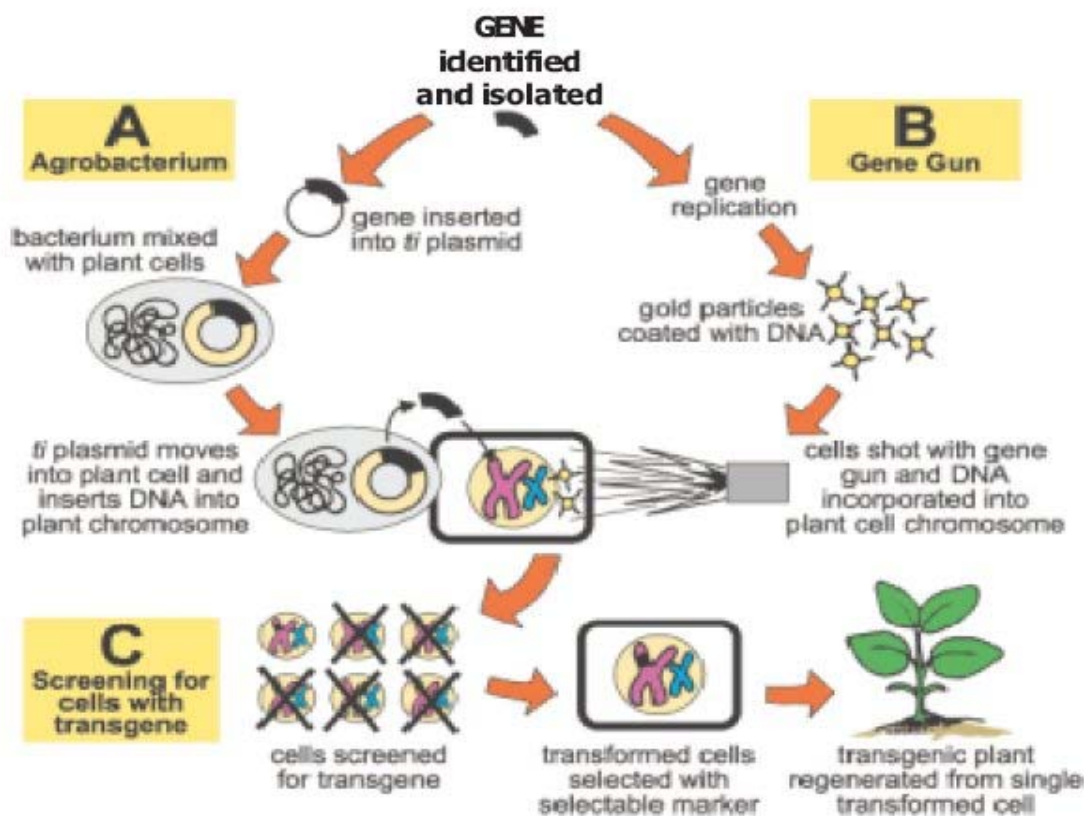 GENE
identified
and isolated
A
Agrobacterium
B
Gene Gun
gene inserted
into ti plasmid
gene
replication
bacterium mixed
with plant cells
gold particles
coated with DNA
ti plasmid moves
into plant cell and
inserts DNA into
plant chromosome
cells shot with gene
gun and DNA
incorporated into
plant cell chromosome
C
Screening for
cells with
transgene
cells screened
for transgene
transformed cells
selected with
selectable marker
transgenic plant
regenerated from single
transformed cell